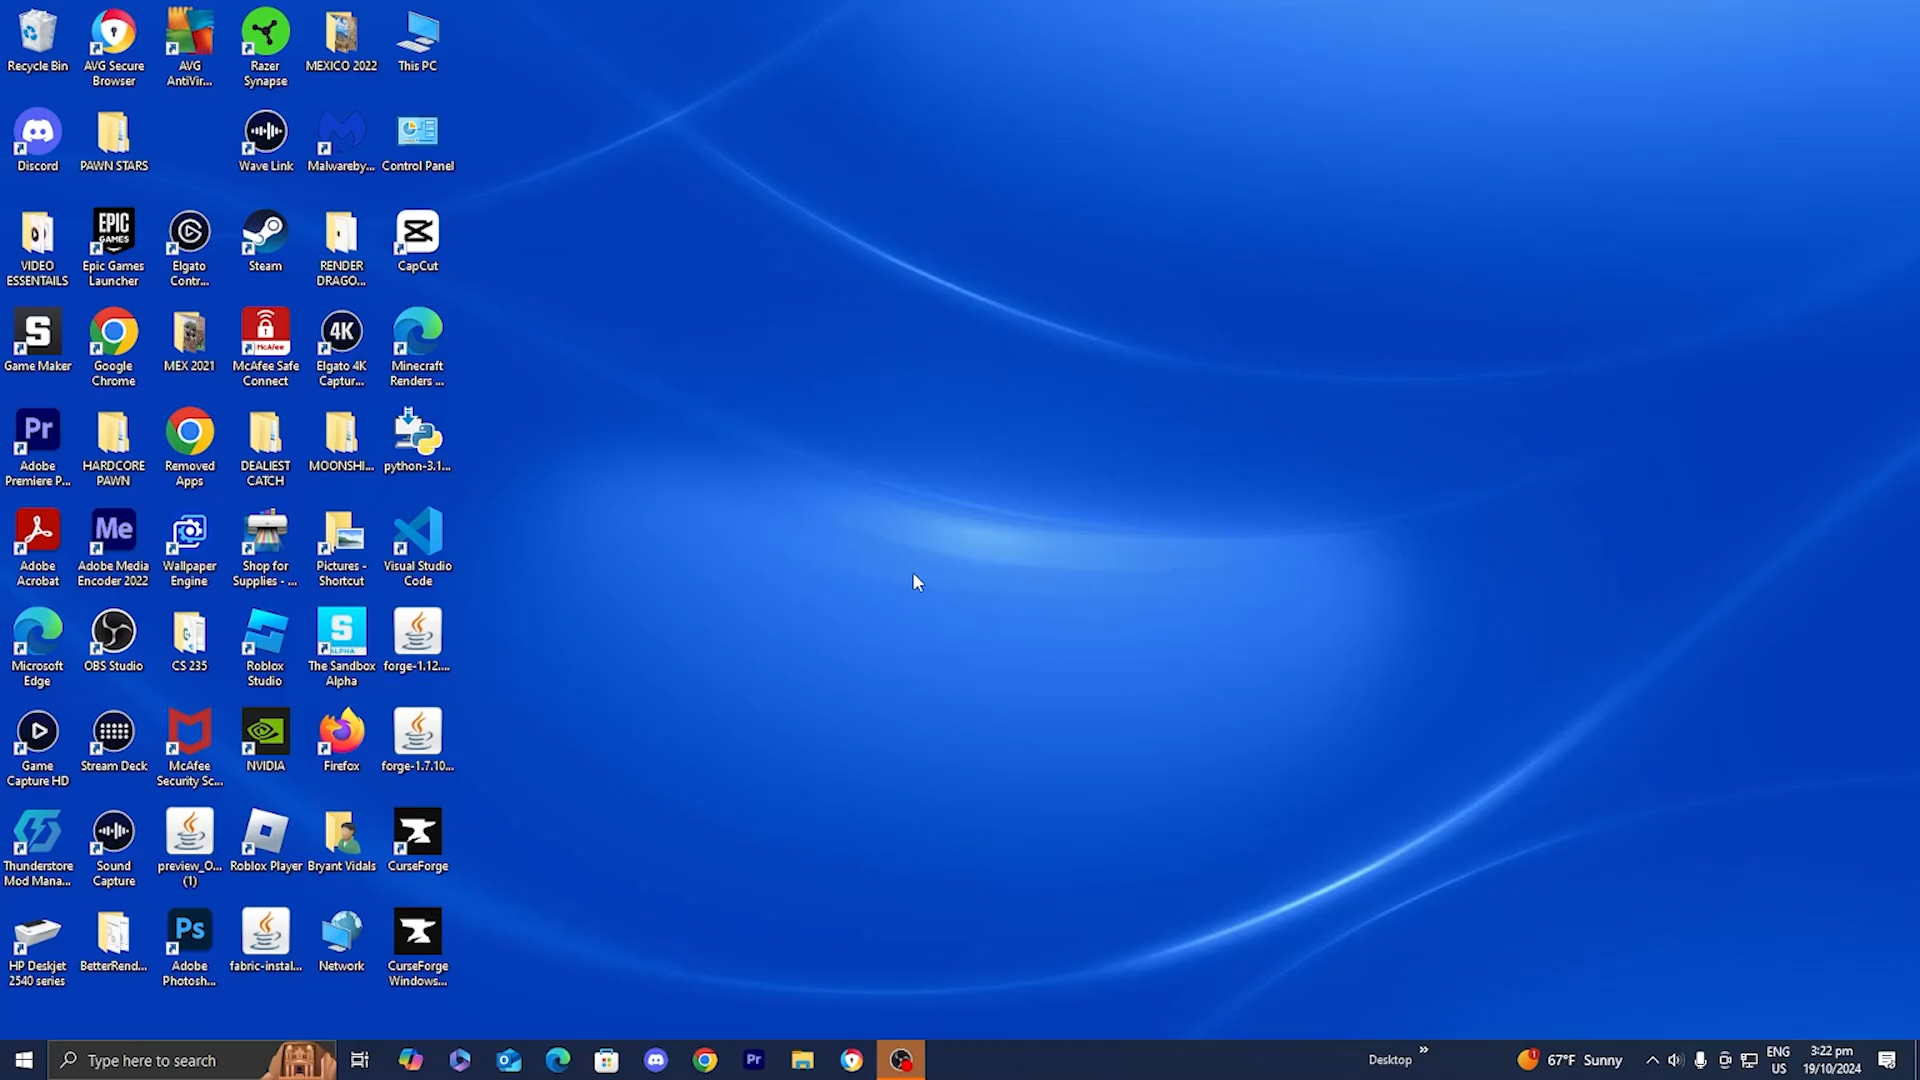 Recycle Bin
AVG Secure
Browser
AVG
AntiVir...
Razer
Synapse
MEXICO 2022
This PC
Discord
PAWN STARS
Wave Link
Malwareby...
Control Panel
VIDEO
ESSENTAILS
EPIC
GAMES
Epic Games
Launcher
Elgato
Contr...
Steam
RENDER
DRAGO...
CapCut
S
Game Maker
Google
Chrome
MEX 2021
McAfee
McAfee Safe
Connect
4K
Elgato 4K
Captur...
Minecraft
Renders ...
Pr
Adobe
Premiere P...
HARDCORE
PAWN
Removed
Apps
DEALIEST
CATCH
MOONSHI...
python-3.1...
Adobe
Acrobat
Me
Adobe Media
Encoder 2022
Wallpaper
Engine
Shop for
Supplies - ...
Pictures -
Shortcut
Visual Studio
Code
Microsoft
Edge
OBS Studio
CS 235
Roblox
Studio
S
ALPHA
The Sandbox
Alpha
forge-1.12....
Game
Capture HD
Stream Deck
McAfee
Security Sc...
NVIDIA
Firefox
forge-1.7.10...
Thunderstore
Mod Mana...
Sound
Capture
preview_O...
(1)
Roblox Player
Bryant Vidals
CurseForge
HP Deskjet
2540 series
BetterRend...
Ps
Adobe
Photosh...
fabric-instal...
Network
CurseForge
Windows...
Type here to search
Pr
Desktop
»
1
67°F Sunny
ENG
US
3:22 pm
19/10/2024